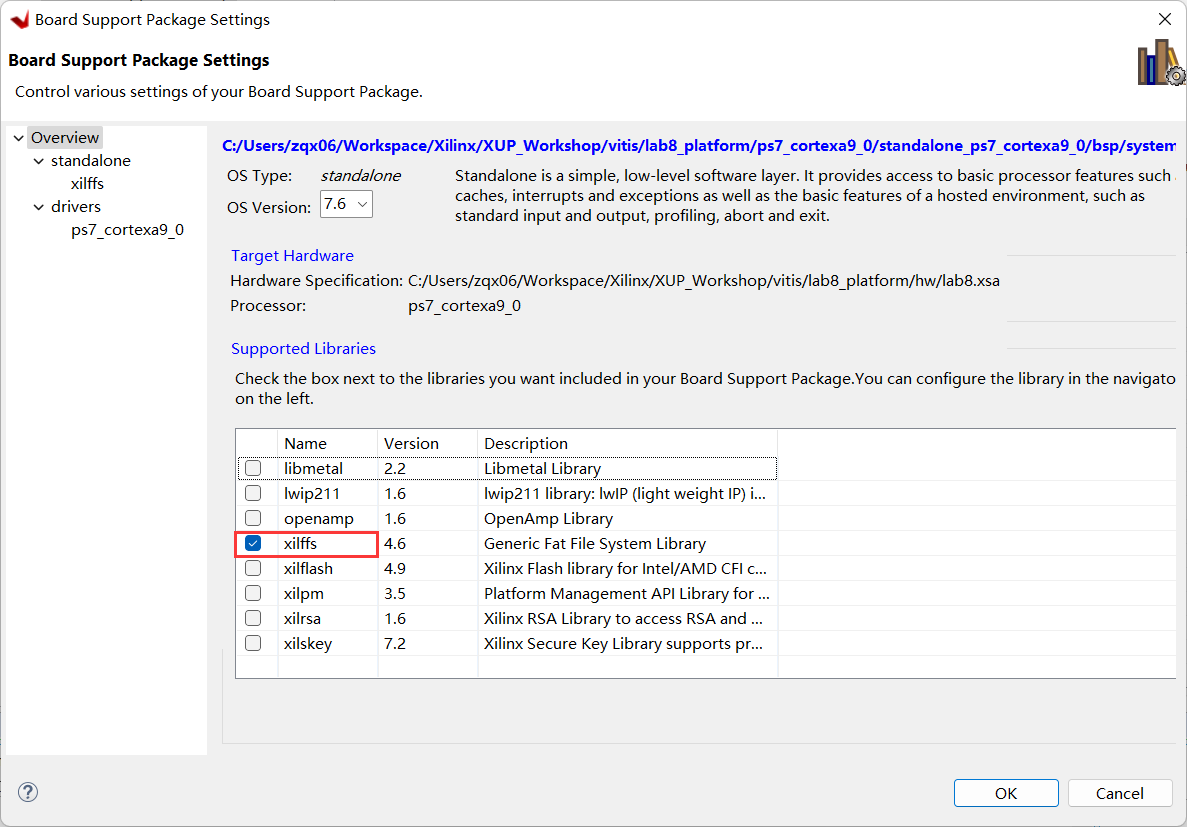 Board Support Package Settings
Board Support Package Settings
Control various settings of your Board Support Package.
Overview
standalone
xilffs
drivers
ps7_cortexa9_0
C:/Users/zqx06/Workspace/Xilinx/XUP_Workshop/vitis/lab8_platform/ps7_cortexa9_0/standalone_ps7_cortexa9_0/bsp/system
OS Type: standalone
OS Version: 7.6
Standalone is a simple, low-level software layer. It provides access to basic processor features such
caches, interrupts and exceptions as well as the basic features of a hosted environment, such as
standard input and output, profiling, abort and exit.
Target Hardware
Hardware Specification: C:/Users/zqx06/Workspace/Xilinx/XUP_Workshop/vitis/lab8_platform/hw/lab8.xsa
Processor: ps7_cortexa9_0
Supported Libraries
Check the box next to the libraries you want included in your Board Support Package.You can configure the library in the navigato
on the left.
Name Version Description
libmetal 2.2 Libmetal Library
lwip211 1.6 lwip211 library: lwIP (light weight IP) i...
openamp 1.6 OpenAmp Library
xilffs 4.6 Generic Fat File System Library
xilflash 4.9 Xilinx Flash library for Intel/AMD CFI c...
xilpm 3.5 Platform Management API Library for ...
xilrsa 1.6 Xilinx RSA Library to access RSA and ...
xilskey 7.2 Xilinx Secure Key Library supports pr...
?
OK Cancel